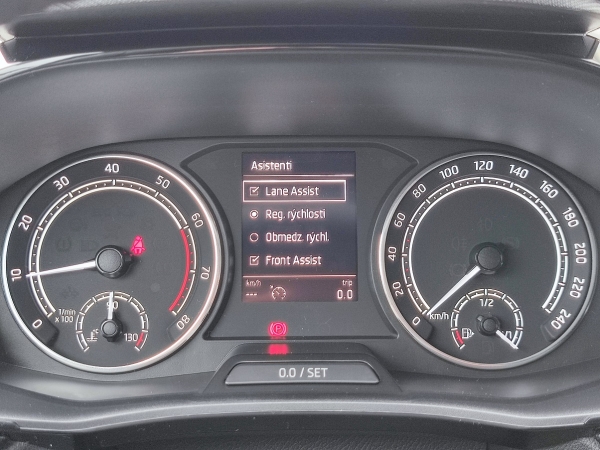 Asistenti
Lane Assist
Reg. rýchlosti
Obmedz. rýchl.
Front Assist
km/h
trip
---
0.0
0
10
20
30
40
50
60
70
80
1/min
x 100
130
0
20
40
60
80
100
120
140
160
180
200
220
240
km/h
1/2
P
0.0 / SET